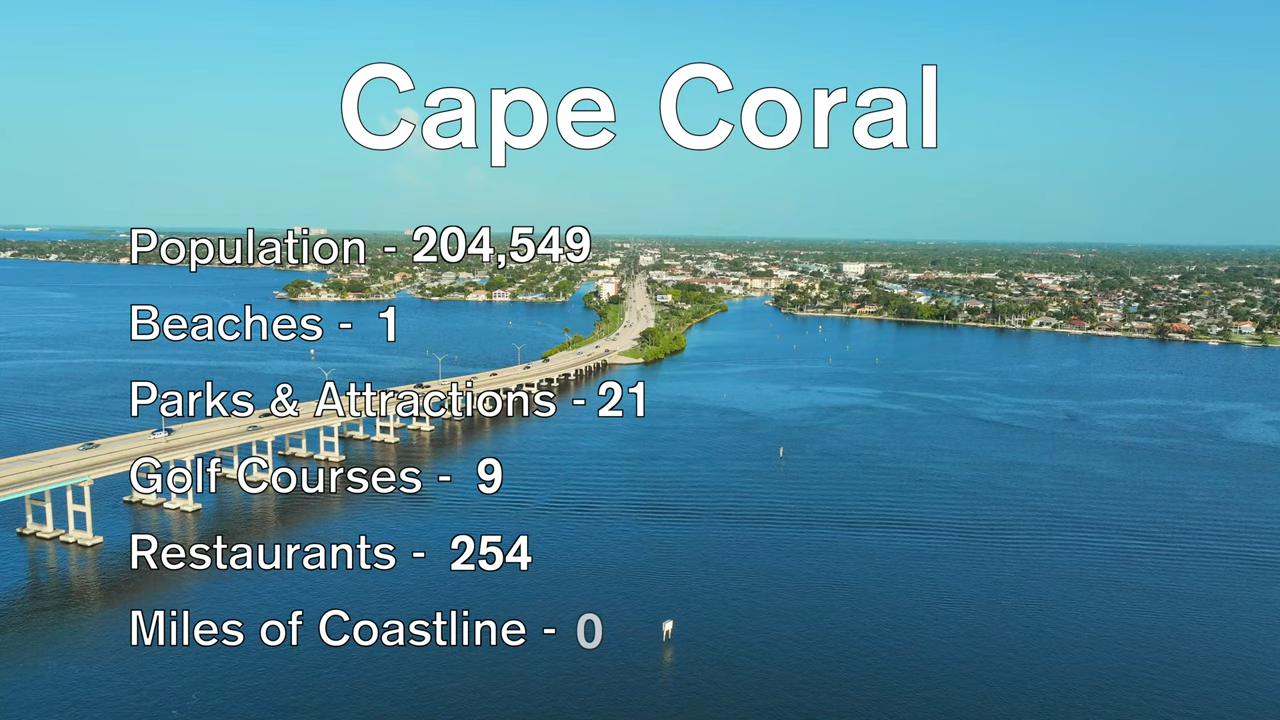 Cape Coral
Population - 204,549
Beaches - 1
Parks & Attractions - 21
Golf Courses - 9
Restaurants - 254
Miles of Coastline - 0